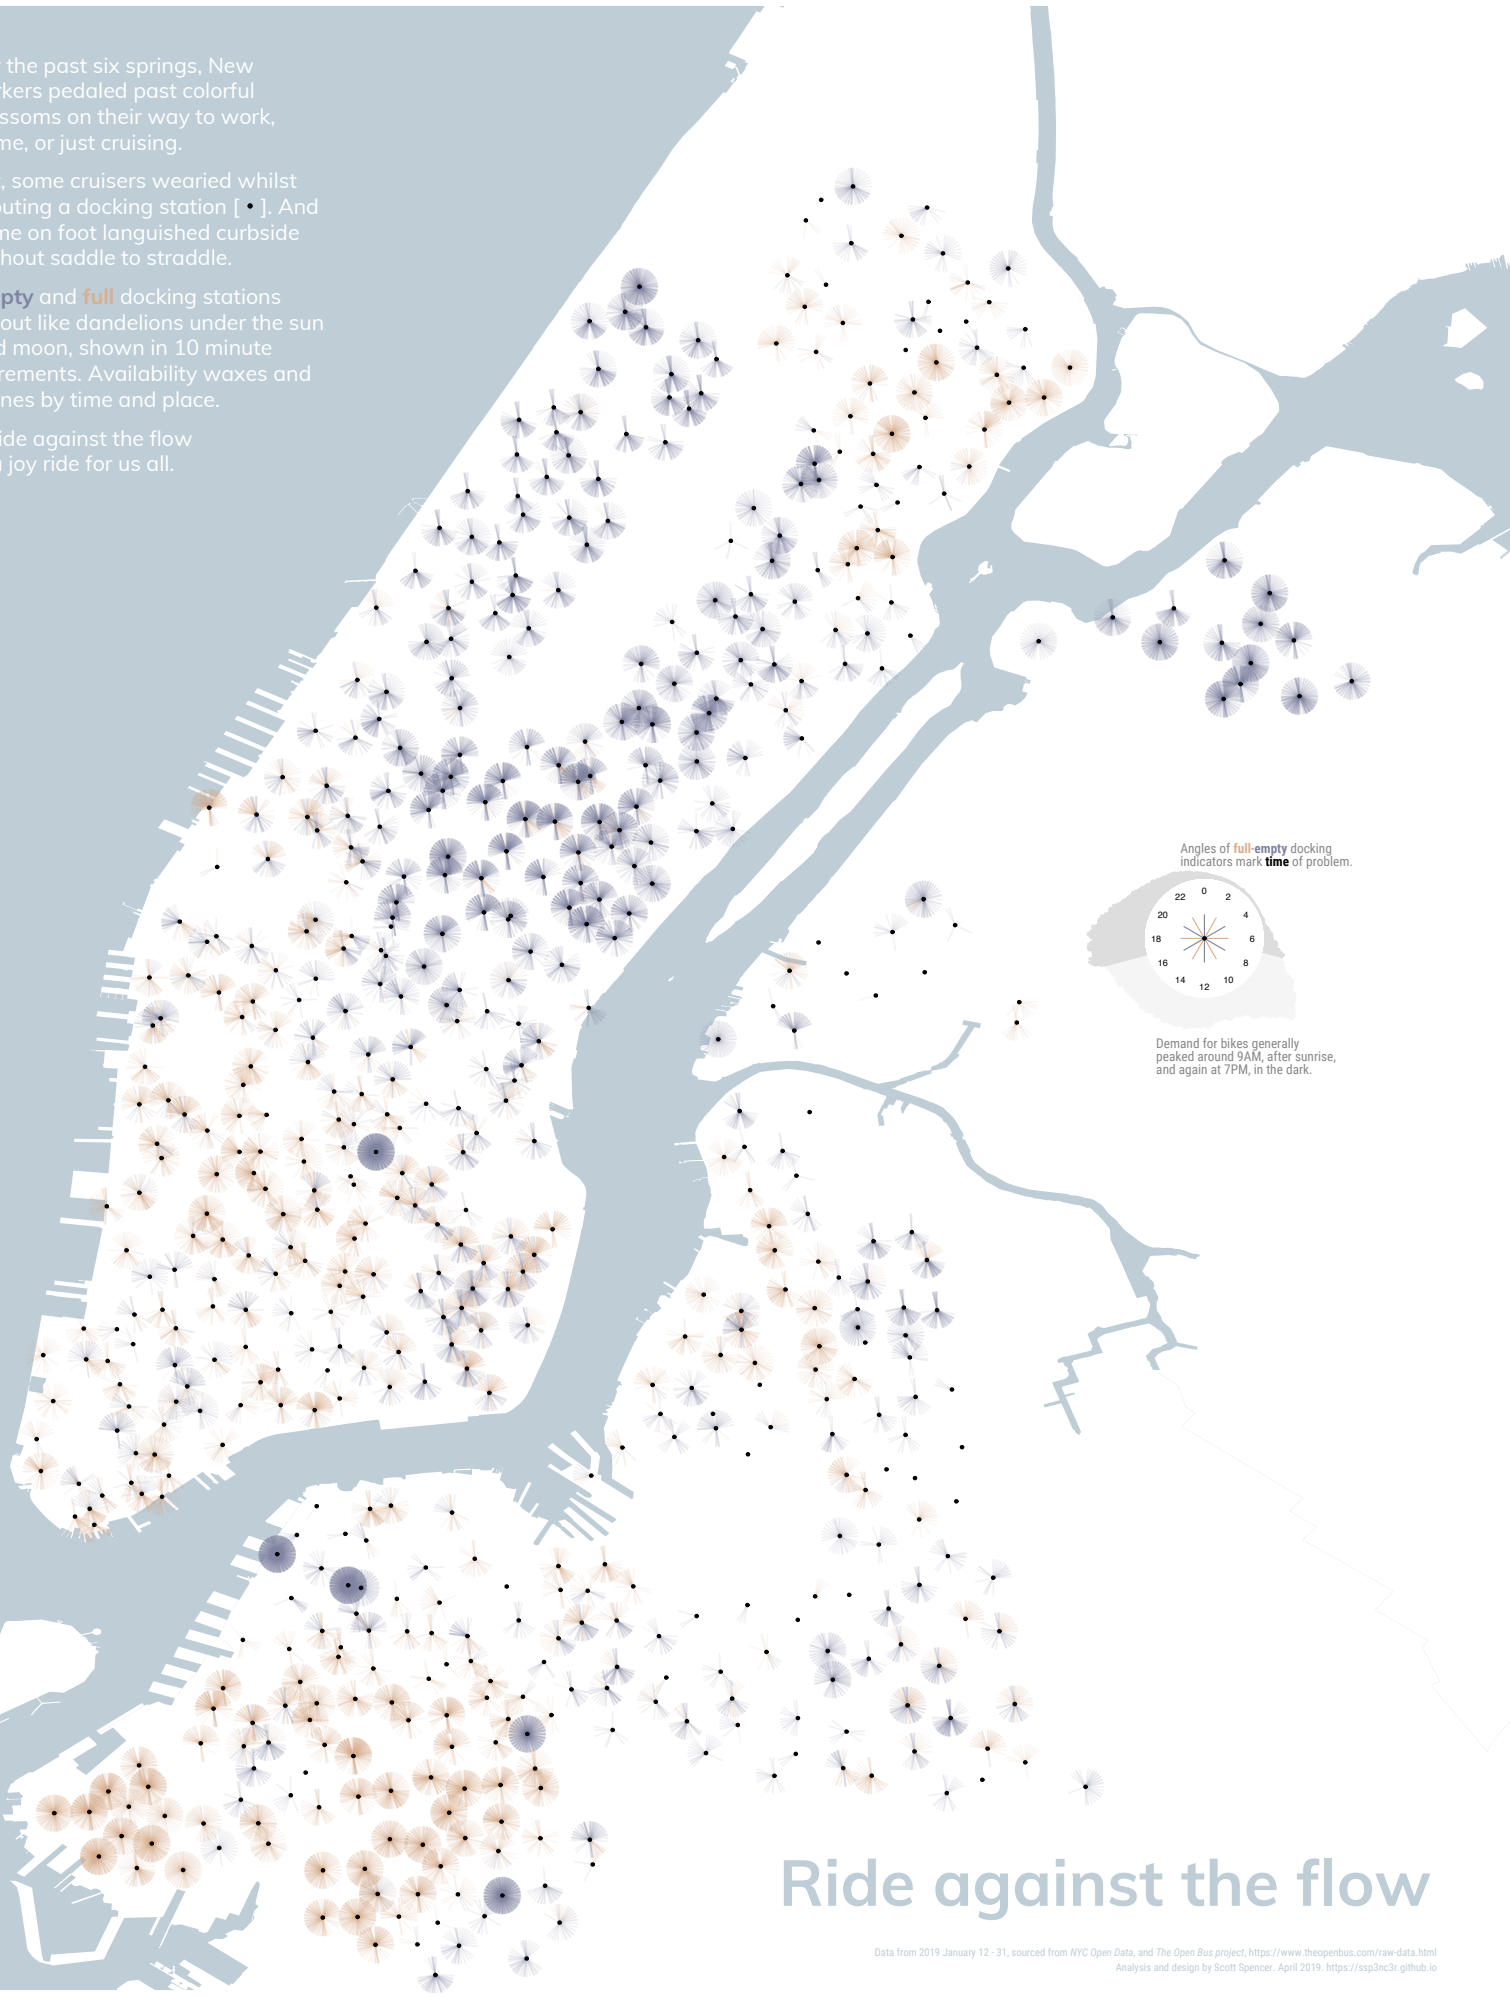 the past six springs, New
rkers pedaled past colorful
ssoms on their way to work,
me, or just cruising.
, some cruisers wearied whilst
outing a docking station [ • ]. And
me on foot languished curbside
hout saddle to straddle.
pty and full docking stations
out like dandelions under the sun
d moon, shown in 10 minute
rements. Availability waxes and
nes by time and place.
ide against the flow
joy ride for us all.
Angles of full-empty docking
indicators mark time of problem.
0
22 2
20 4
18 6
16 8
14 10
12
Demand for bikes generally
peaked around 9AM, after sunrise,
and again at 7PM, in the dark.
Ride against the flow
Data from 2019 January 12 - 31, sourced from NYC Open Data, and The Open Bus project, https://www.theopenbus.com/raw-data.html
Analysis and design by Scott Spencer. April 2019. https://ssp3nc3r.github.io